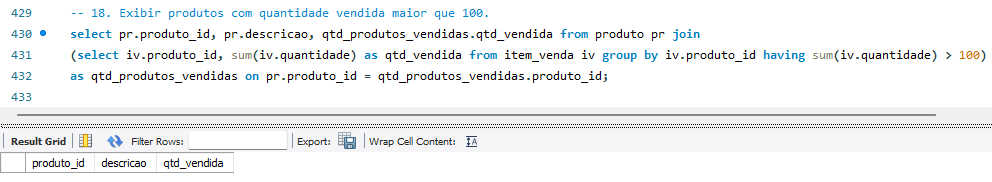 429 -- 18. Exibir produtos com quantidade vendida maior que 100.
430 select pr.produto_id, pr.descricao, qtd_produtos_vendidas.qtd_vendida from produto pr join
431 (select iv.produto_id, sum(iv.quantidade) as qtd_vendida from item_venda iv group by iv.produto_id having sum(iv.quantidade) > 100)
432 as qtd_produtos_vendidas on pr.produto_id = qtd_produtos_vendidas.produto_id;
433
Result Grid Filter Rows: Export: Wrap Cell Content:
produto_id descricao qtd_vendida